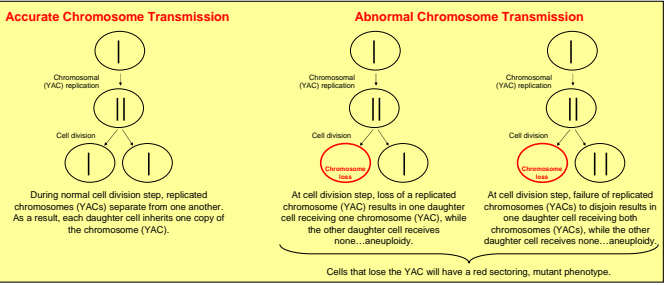 Accurate Chromosome Transmission
Chromosomal
(YAC) replication
Cell division
During normal cell division step, replicated
chromosomes (YACs) separate from one another.
As a result, each daughter cell inherits one copy of
the chromosome (YAC).
Abnormal Chromosome Transmission
Chromosomal
(YAC) replication
Cell division
Chromosome
loss
At cell division step, loss of a replicated
chromosome (YAC) results in one daughter
cell receiving one chromosome (YAC), while
the other daughter cell receives
none…aneuploidy.
Chromosomal
(YAC) replication
Cell division
Chromosome
loss
At cell division step, failure of replicated
chromosomes (YACs) to disjoin results in
one daughter cell receiving both
chromosomes (YACs), while the other
daughter cell receives none…aneuploidy.
Cells that lose the YAC will have a red sectoring, mutant phenotype.